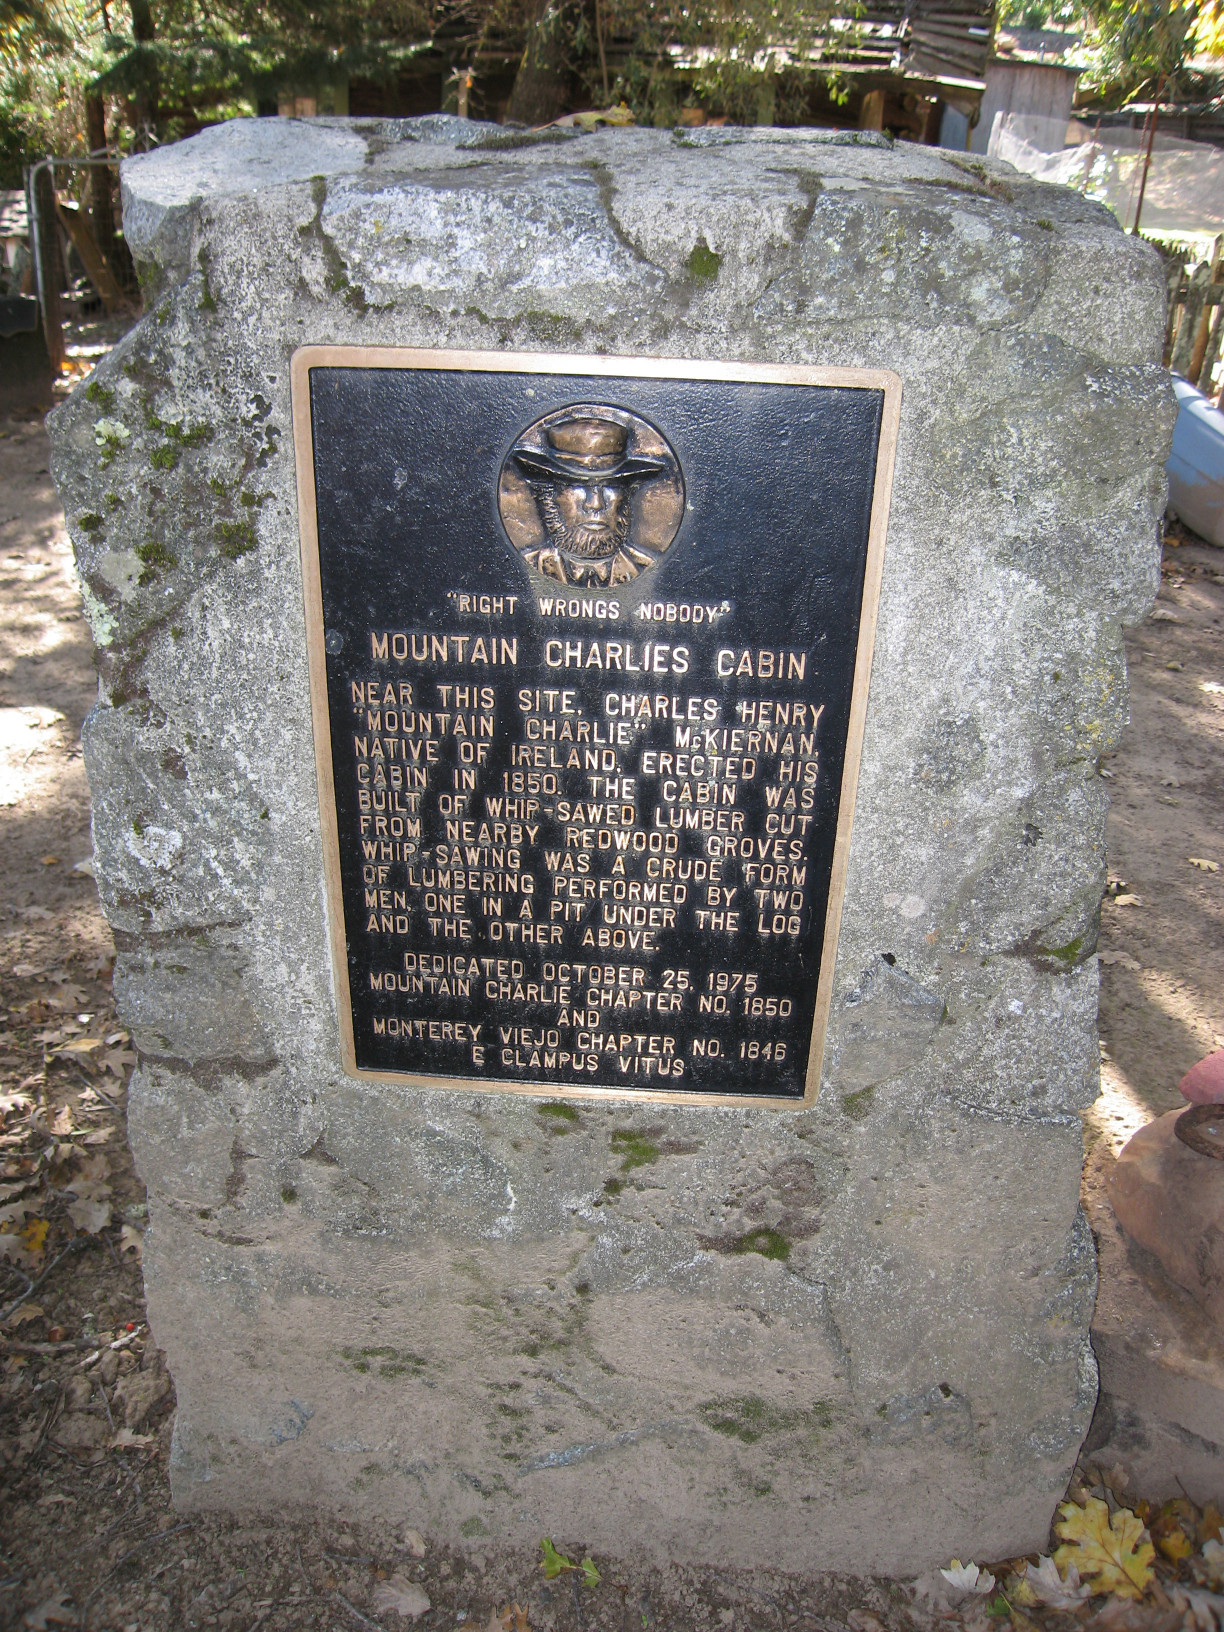 "RIGHT WRONGS NOBODY"
MOUNTAIN CHARLIES CABIN
NEAR THIS SITE, CHARLES HENRY
"MOUNTAIN CHARLIE" McKIERNAN,
NATIVE OF IRELAND, ERECTED HIS
CABIN IN 1850. THE CABIN WAS
BUILT OF WHIP-SAWED LUMBER CUT
FROM NEARBY REDWOOD GROVES.
WHIP-SAWING WAS A CRUDE FORM
OF LUMBERING PERFORMED BY TWO
MEN, ONE IN A PIT UNDER THE LOG
AND THE OTHER ABOVE.
DEDICATED OCTOBER 25, 1975
MOUNTAIN CHARLIE CHAPTER NO. 1850
AND
MONTEREY VIEJO CHAPTER NO. 1846
E CLAMPUS VITUS